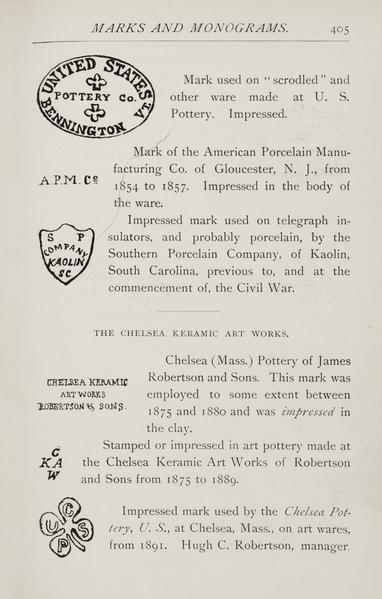 MARKS AND MONOGRAMS. 405
UNITED STATES
POTTERY CO.
BENNINGTON VT.
Mark used on "scrodled" and
other ware made at U. S.
Pottery. Impressed.
A.P.M.Co
Mark of the American Porcelain Manu-
facturing Co. of Gloucester, N. J., from
1854 to 1857. Impressed in the body of
the ware.
S P
COMPANY
KAOLIN
SC
Impressed mark used on telegraph in-
sulators, and probably porcelain, by the
Southern Porcelain Company, of Kaolin,
South Carolina, previous to, and at the
commencement of, the Civil War.
THE CHELSEA KERAMIC ART WORKS.
CHELSEA KERAMIC
ART WORKS
ROBERTSON & SONS.
Chelsea (Mass.) Pottery of James
Robertson and Sons. This mark was
employed to some extent between
1875 and 1880 and was impressed in
the clay.
C
KA
W
Stamped or impressed in art pottery made at
the Chelsea Keramic Art Works of Robertson
and Sons from 1875 to 1889.
C
U S
P
Impressed mark used by the Chelsea Pot-
tery, U. S., at Chelsea, Mass., on art wares,
from 1891. Hugh C. Robertson, manager.